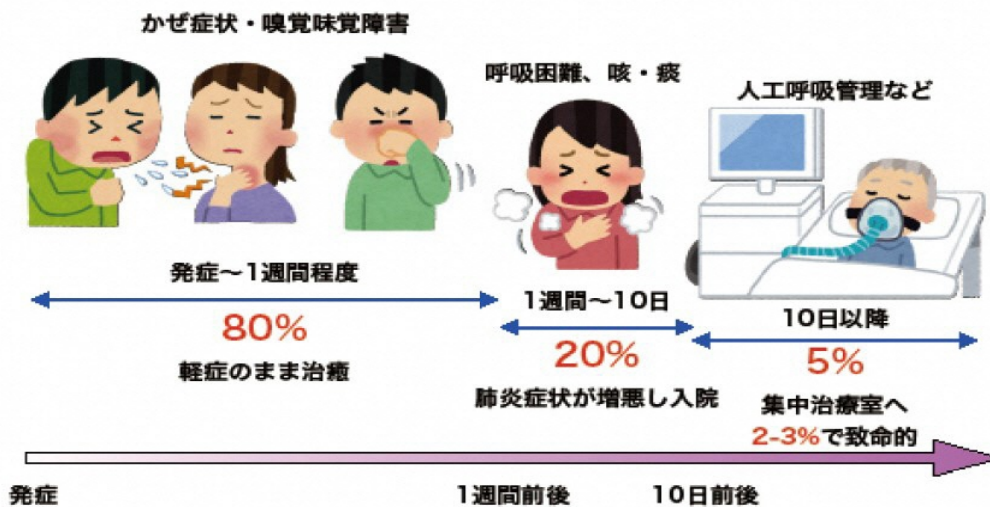 かぜ症状・嗅覚味覚障害
呼吸困難、咳・痰
人工呼吸管理など
発症～1週間程度
80%
軽症のまま治癒
1週間～10日
20%
肺炎症状が増悪し入院
10日以降
5%
集中治療室へ
2-3%で致命的
発症
1週間前後
10日前後